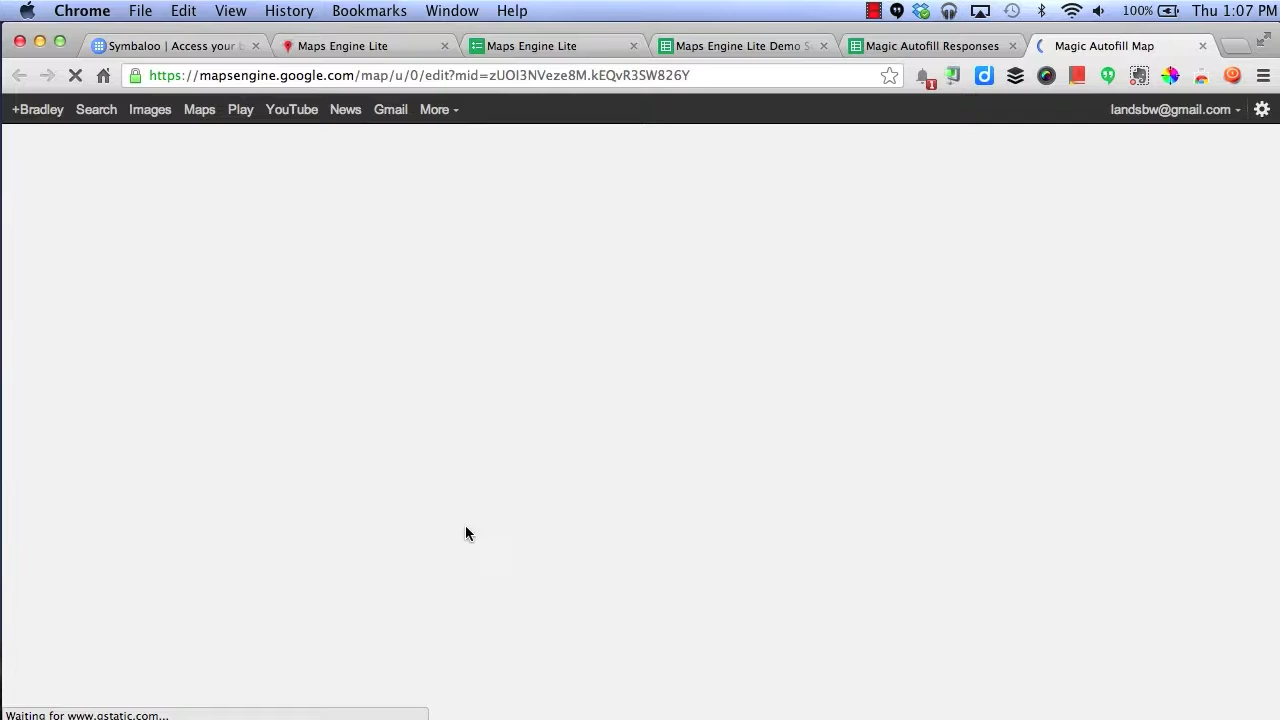 Chrome File Edit View History Bookmarks Window Help 100% Thu 1:07 PM
Symbaloo | Access your b Maps Engine Lite Maps Engine Lite Maps Engine Lite Demo S Magic Autofill Responses Magic Autofill Map
https://mapsengine.google.com/map/u/0/edit?mid=zUOI3NVeze8M.kEQvR3SW826Y 1
+Bradley Search Images Maps Play YouTube News Gmail More landsbw@gmail.com
Waiting for www.gstatic.com...